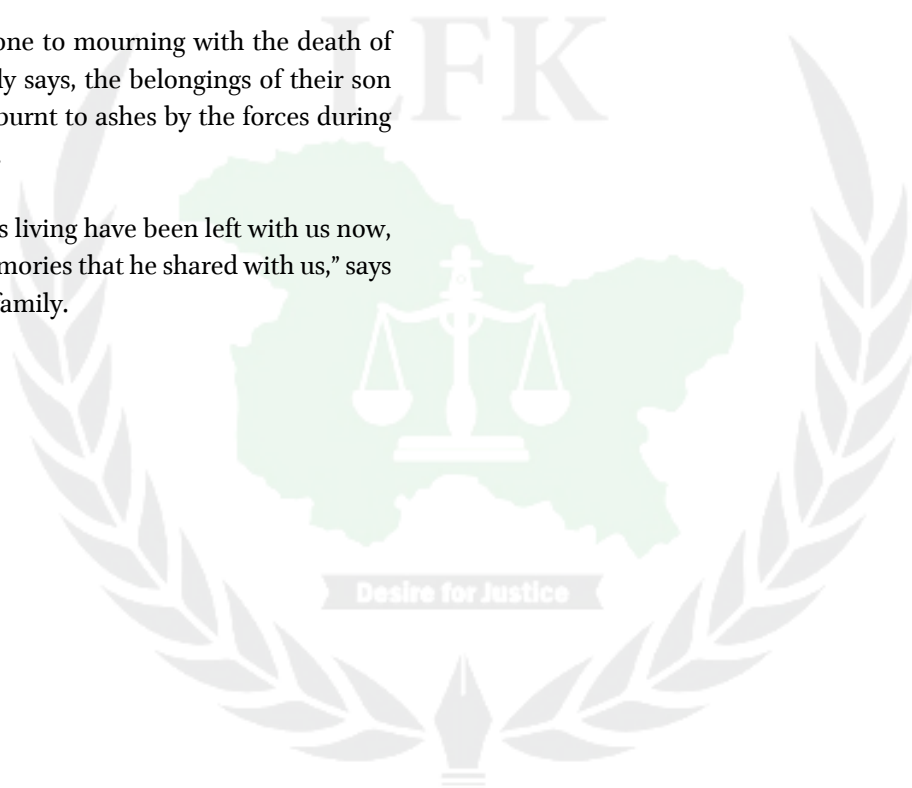 one to mourning with the death of
ly says, the belongings of their son
burnt to ashes by the forces during
s living have been left with us now,
mories that he shared with us,” says
family.
LFK
Desire for Justice